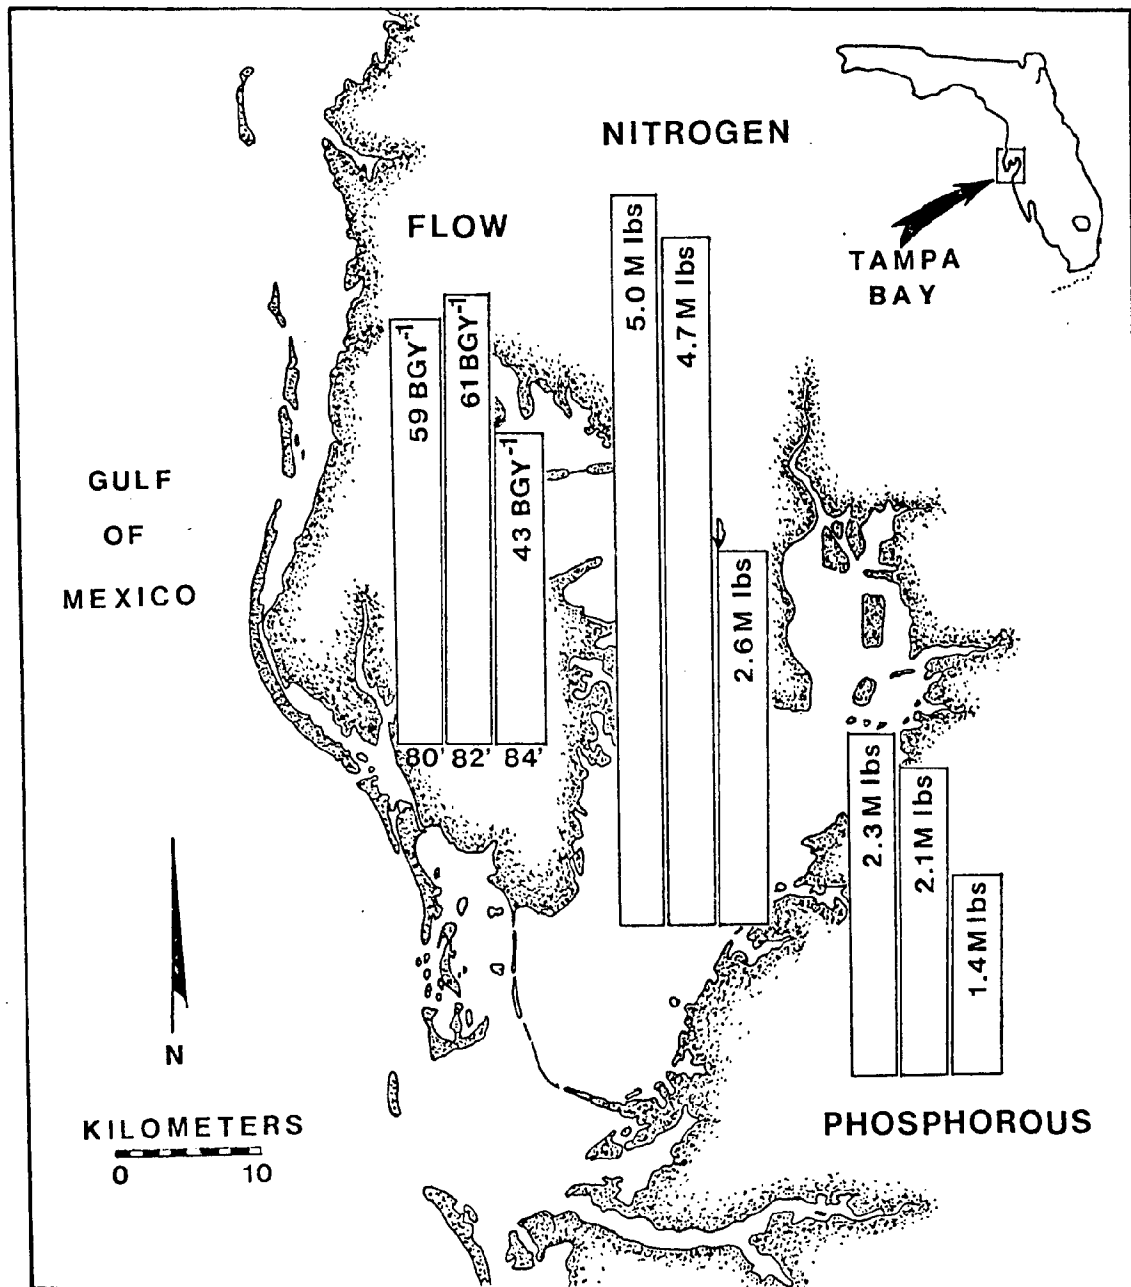 NITROGEN
FLOW
TAMPA
BAY
5.0 M lbs
4.7 M lbs
2.6 M lbs
59 BGY⁻¹
61 BGY⁻¹
43 BGY⁻¹
80' 82' 84'
GULF
OF
MEXICO
2.3 M lbs
2.1 M lbs
1.4 M lbs
N
KILOMETERS
0 10
PHOSPHOROUS